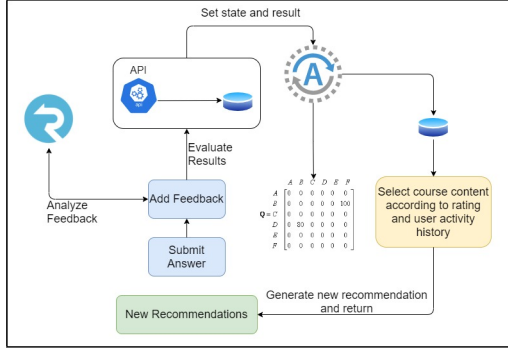 Set state and result
API
api
A
Evaluate
Results
Analyze
Feedback
Add Feedback
Submit
Answer
A B C D E F
A 0 0 0 0 0 0
B 0 0 0 0 0 100
Q = C 0 0 0 0 0 0
D 0 80 0 0 0 0
E 0 0 0 0 0 0
F 0 0 0 0 0 0
Select course content
according to rating
and user activity
history
Generate new recommendation
and return
New Recommendations